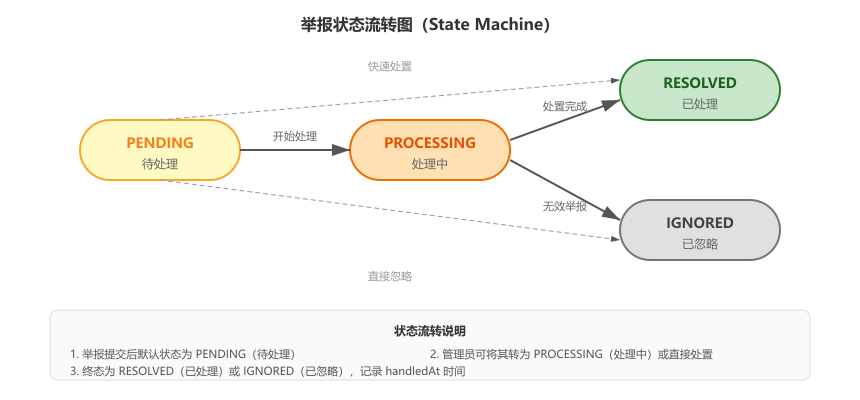 举报状态流转图（State Machine）
快速处置
RESOLVED
已处理
处置完成
PENDING
待处理
开始处理
PROCESSING
处理中
无效举报
IGNORED
已忽略
直接忽略
状态流转说明
1. 举报提交后默认状态为 PENDING（待处理）
2. 管理员可将其转为 PROCESSING（处理中）或直接处置
3. 终态为 RESOLVED（已处理）或 IGNORED（已忽略），记录 handledAt 时间